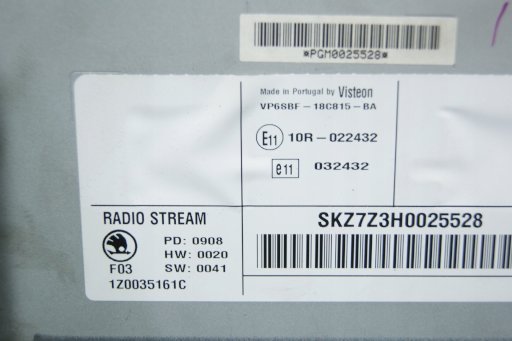 *PGM0025528*
Made in Portugal by Visteon
VP6SBF-18C815-BA
E11 10R-022432
e11 032432
RADIO STREAM
PD: 0908
HW: 0020
F03 SW: 0041
1Z0035161C
SKZ7Z3H0025528